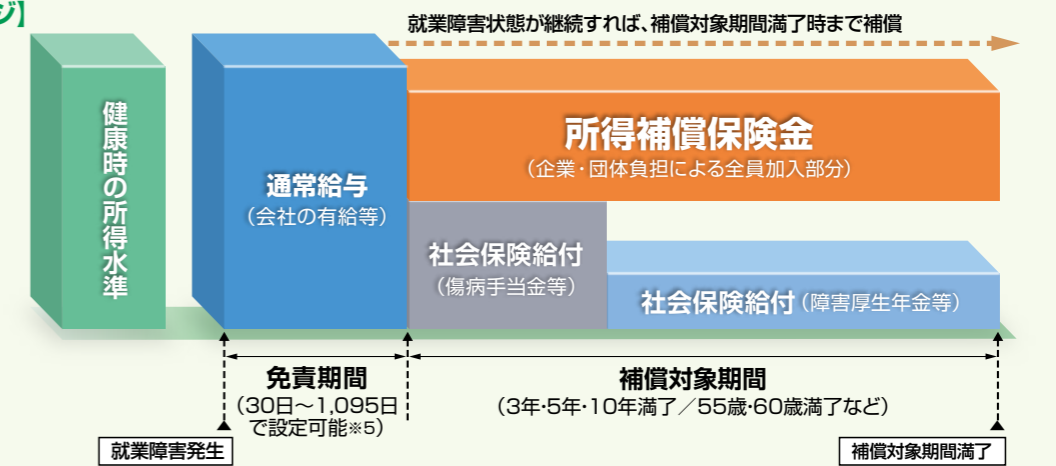 ジ】
就業障害状態が継続すれば、補償対象期間満了時まで補償
健康時の所得水準
通常給与
（会社の有給等）
所得補償保険金
（企業・団体負担による全員加入部分）
社会保険給付
（傷病手当金等）
社会保険給付（障害厚生年金等）
免責期間
（30日～1,095日
で設定可能※5）
補償対象期間
（3年・5年・10年満了／55歳・60歳満了など）
就業障害発生
補償対象期間満了